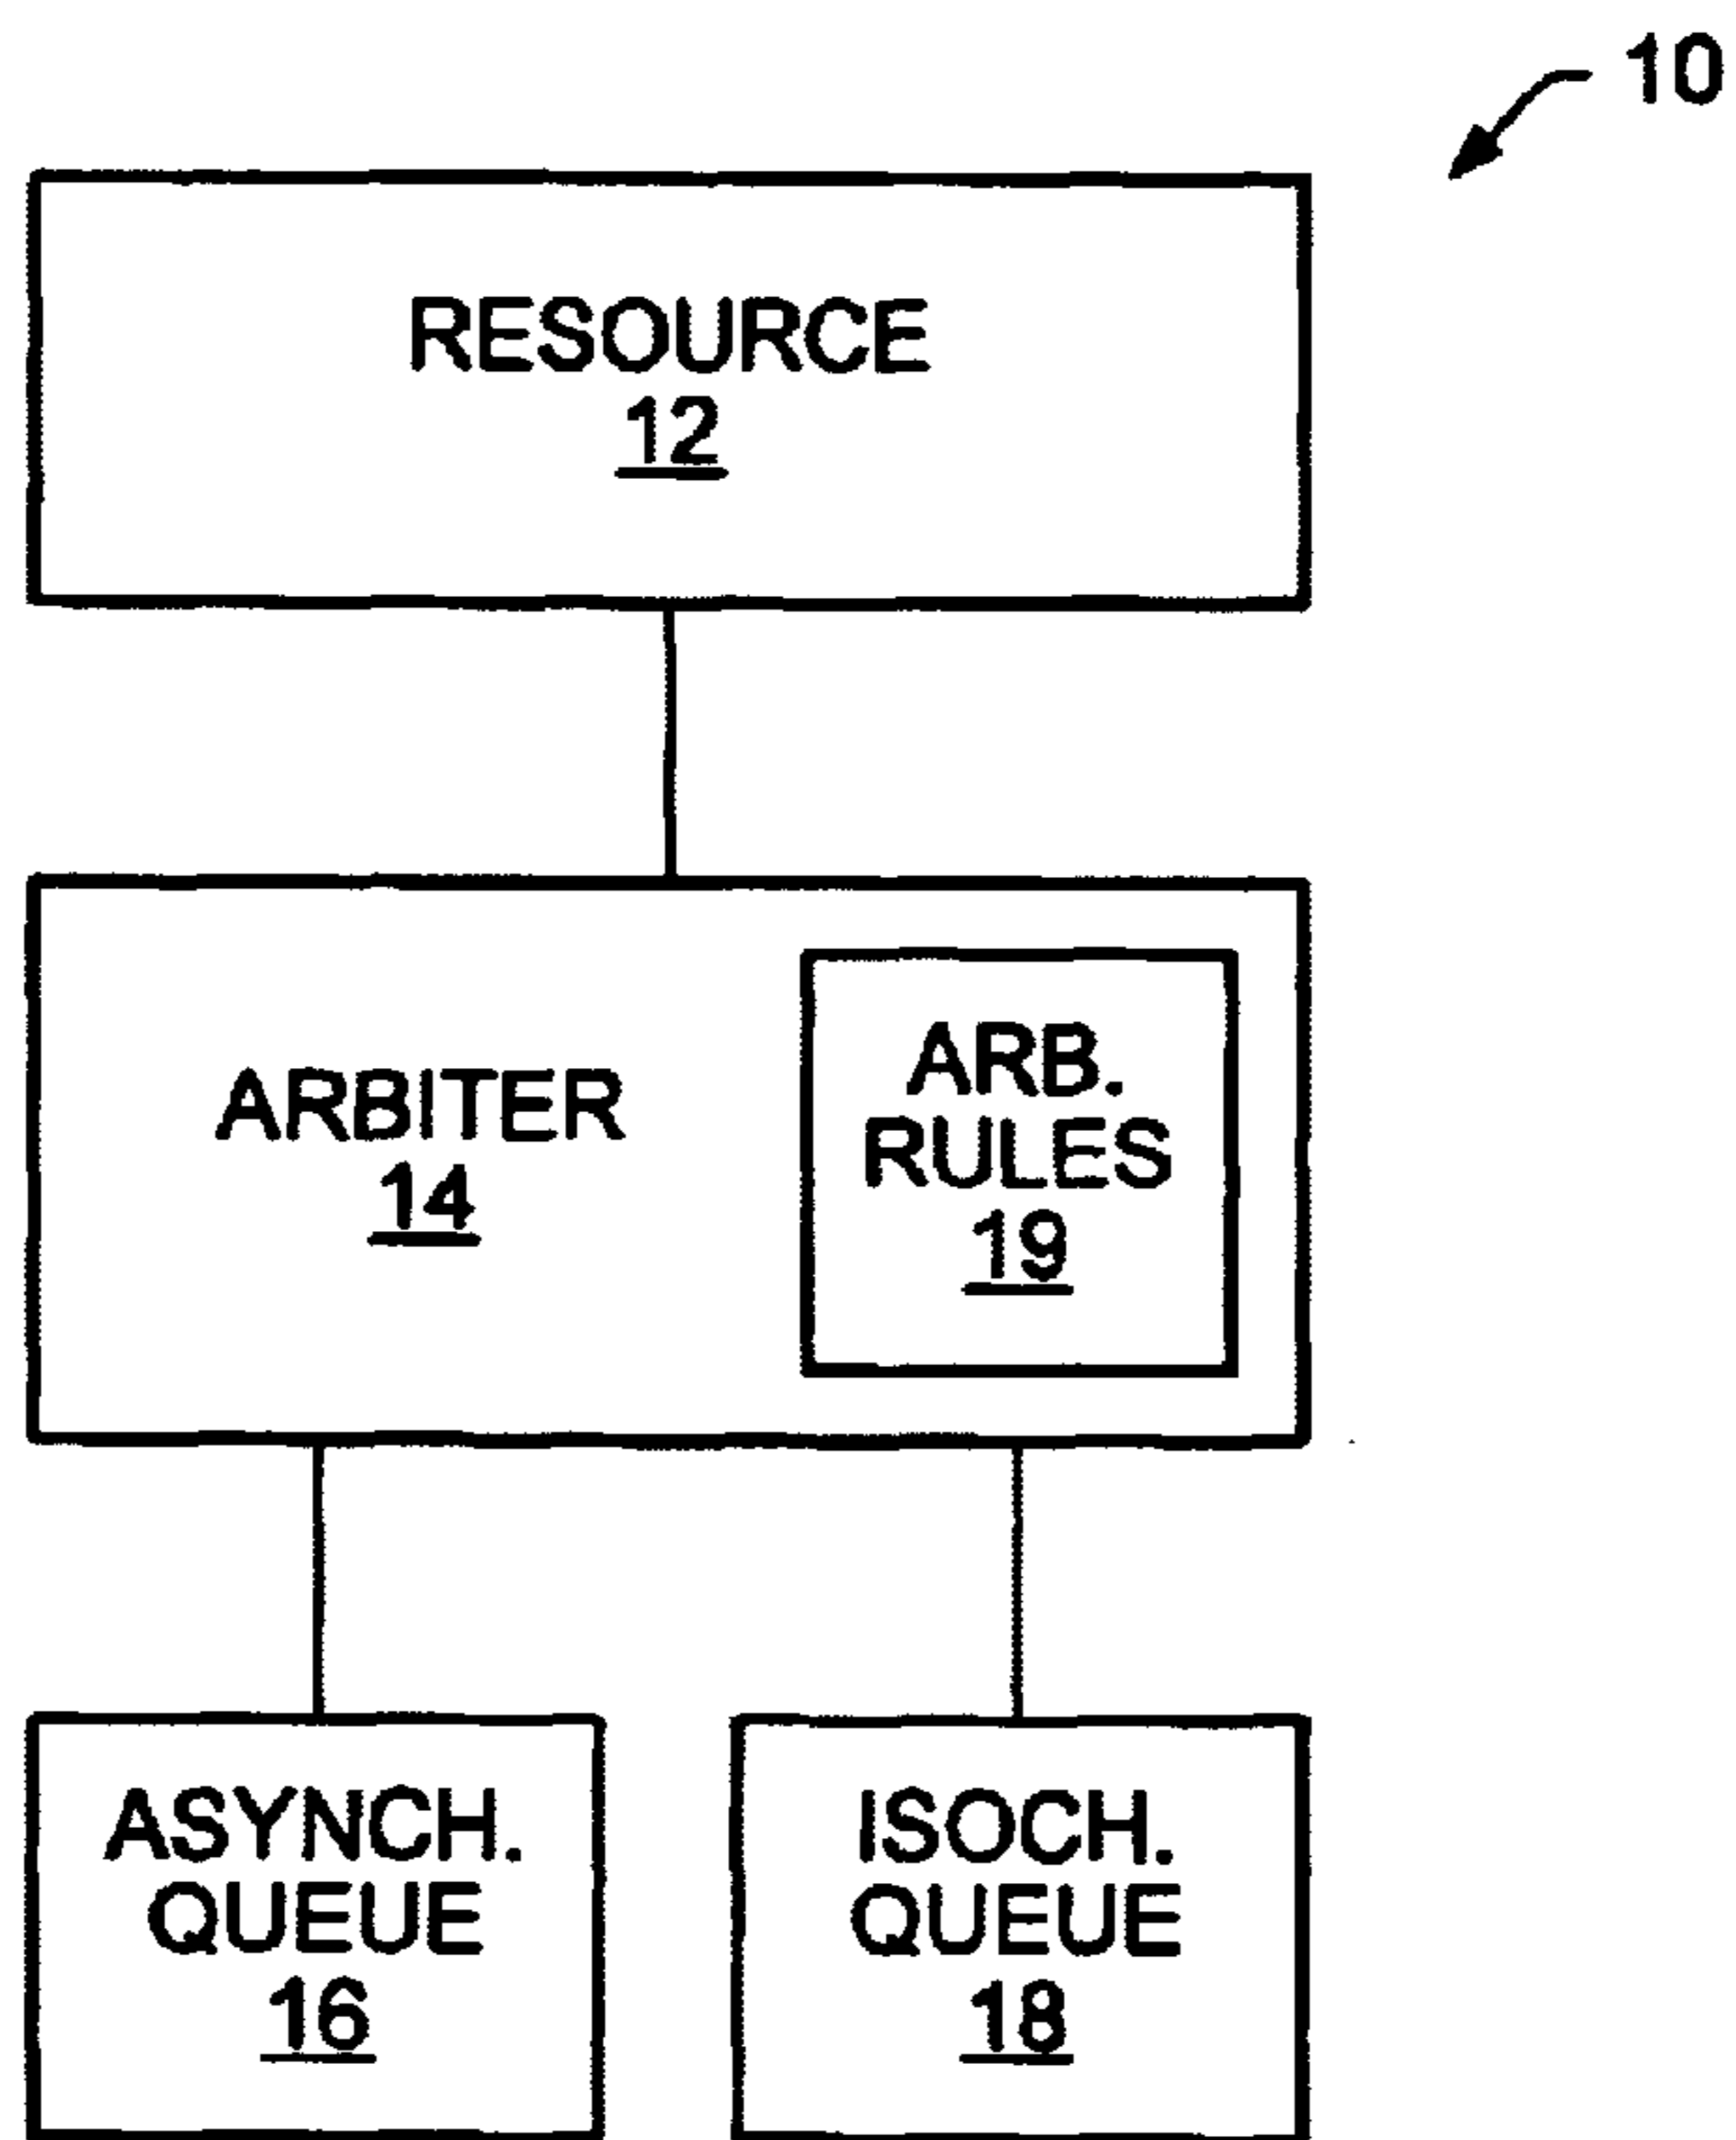 10
RESOURCE
12
ARBITER
14
ARB.
RULES
19
ASYNCH.
QUEUE
16
ISOCH.
QUEUE
18